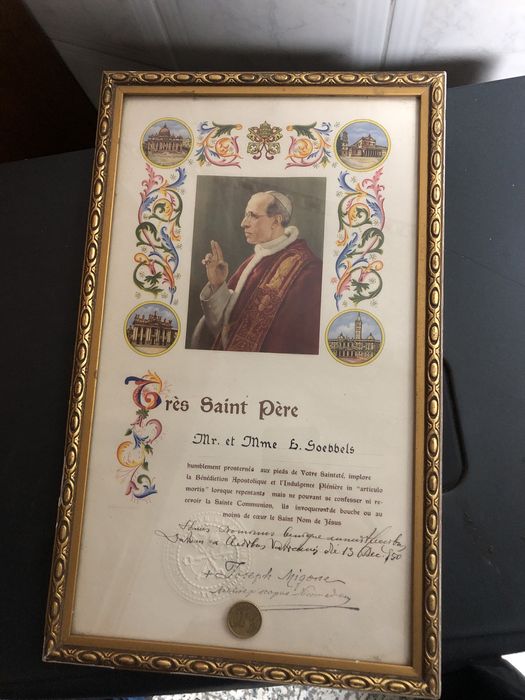 Très Saint Père
Mr. et Mme E. Goebbels
humblement prosternés aux pieds de Votre Sainteté, implore
la Bénédiction Apostolique et l'Indulgence Plénière in "articulo
mortis" lorsque repentants mais ne pouvant se confesser ni re-
cevoir la Sainte Communion, ils invoqueront de bouche ou au
moins de cœur le Saint Nom de Jésus
benigne annuit
Datum ex Aedibus Vaticanis, die 13 Dec.
+ Joseph Migone